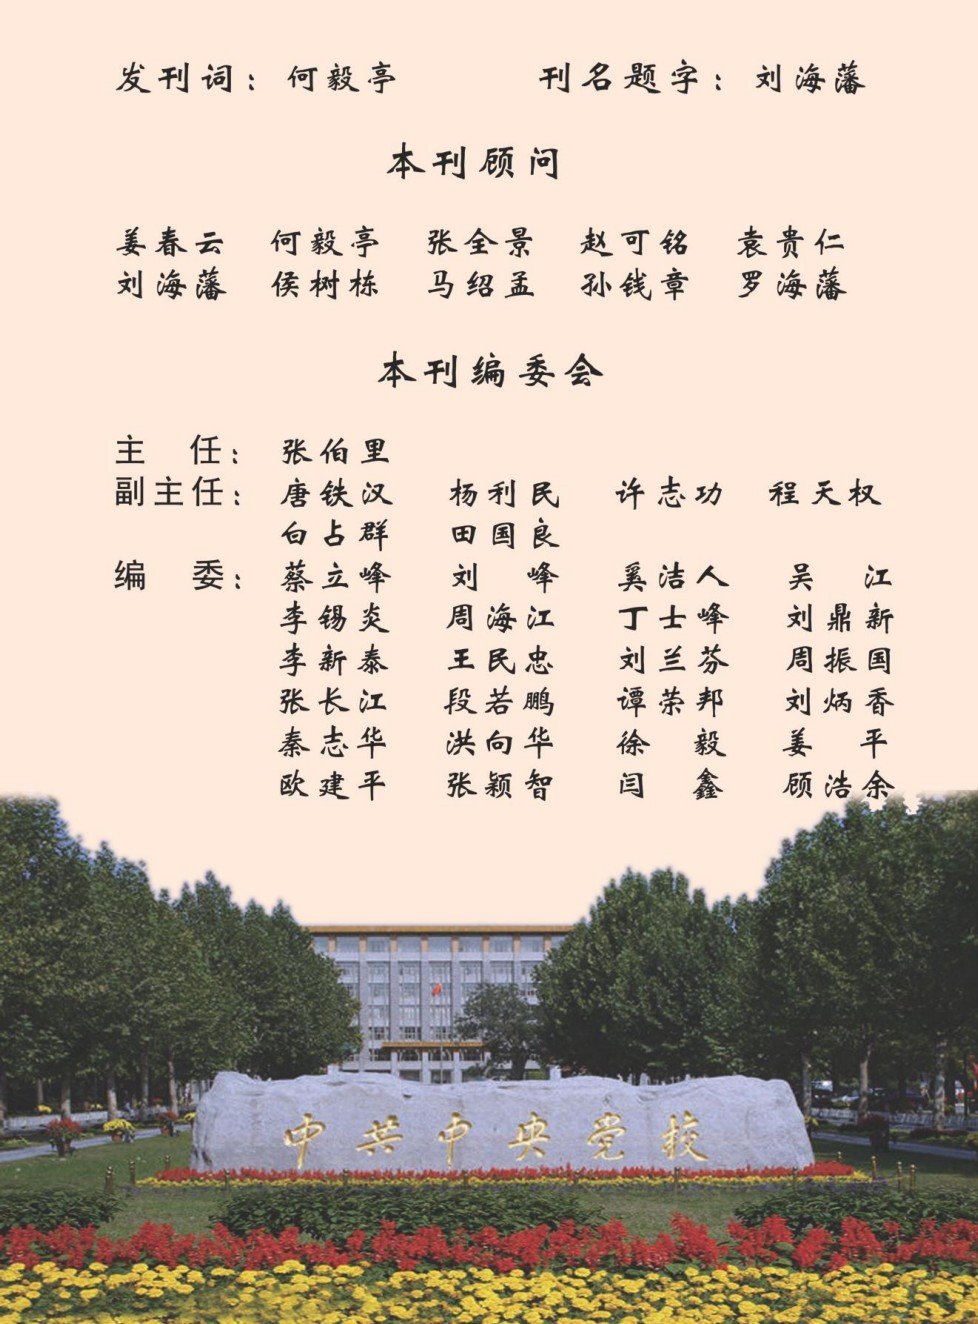 发刊词：何毅亭 刊名题字：刘海藩
本刊顾问
姜春云 何毅亭 张全景 赵可铭 袁贵仁
刘海藩 侯树栋 马绍孟 孙钱章 罗海藩
本刊编委会
主 任：张伯里
副主任：唐铁汉 杨利民 许志功 程天权
白占群 田国良
编 委：蔡立峰 刘 峰 奚洁人 吴 江
李锡炎 周海江 丁士峰 刘鼎新
李新泰 王民忠 刘兰芬 周振国
张长江 段若鹏 谭荣邦 刘炳香
秦志华 洪向华 徐 毅 姜 平
欧建平 张颖智 闫 鑫 顾浩余
中共中央党校